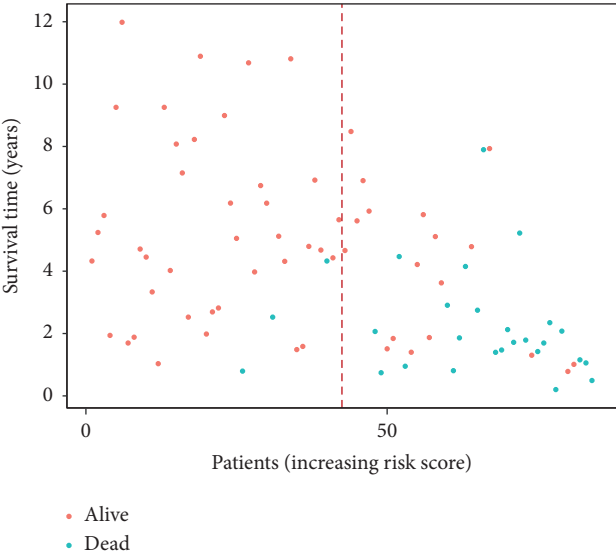 12
10
8
6
4
2
0
Survival time (years)
0
50
Patients (increasing risk score)
Alive
Dead